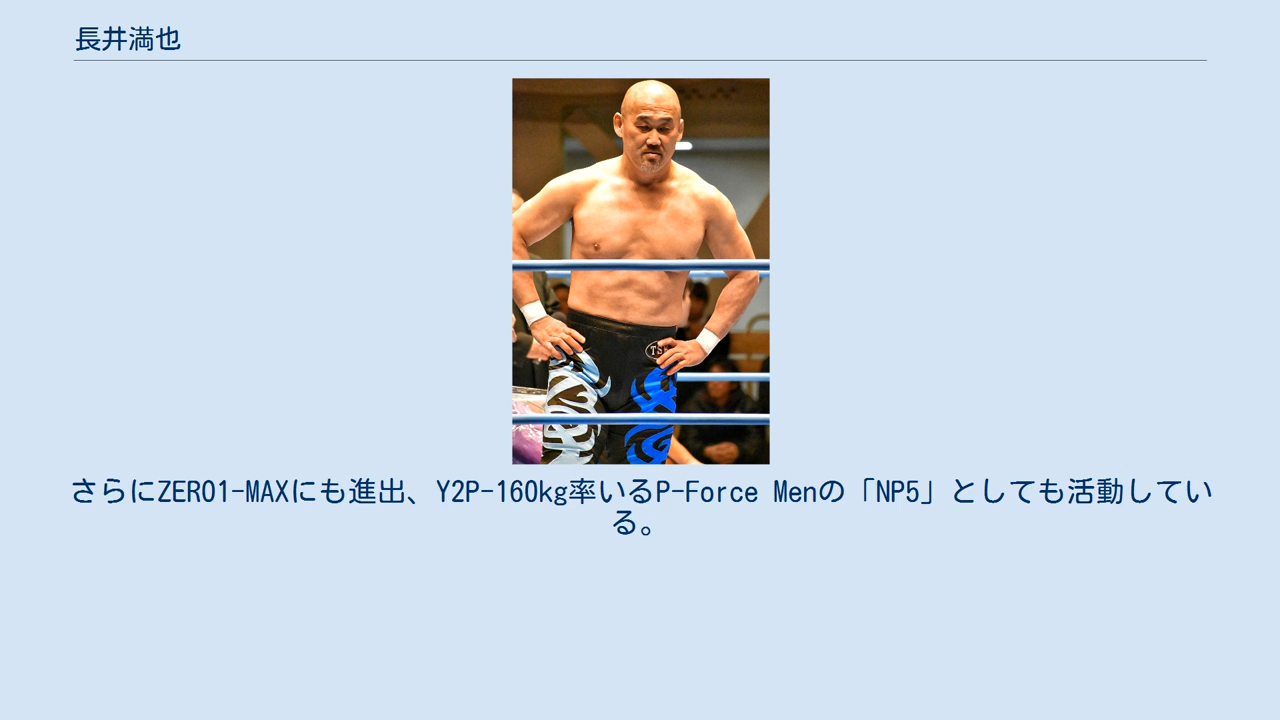 長井満也
TS
さらにZERO1-MAXにも進出、Y2P-160kg率いるP-Force Menの「NP5」としても活動してい
る。